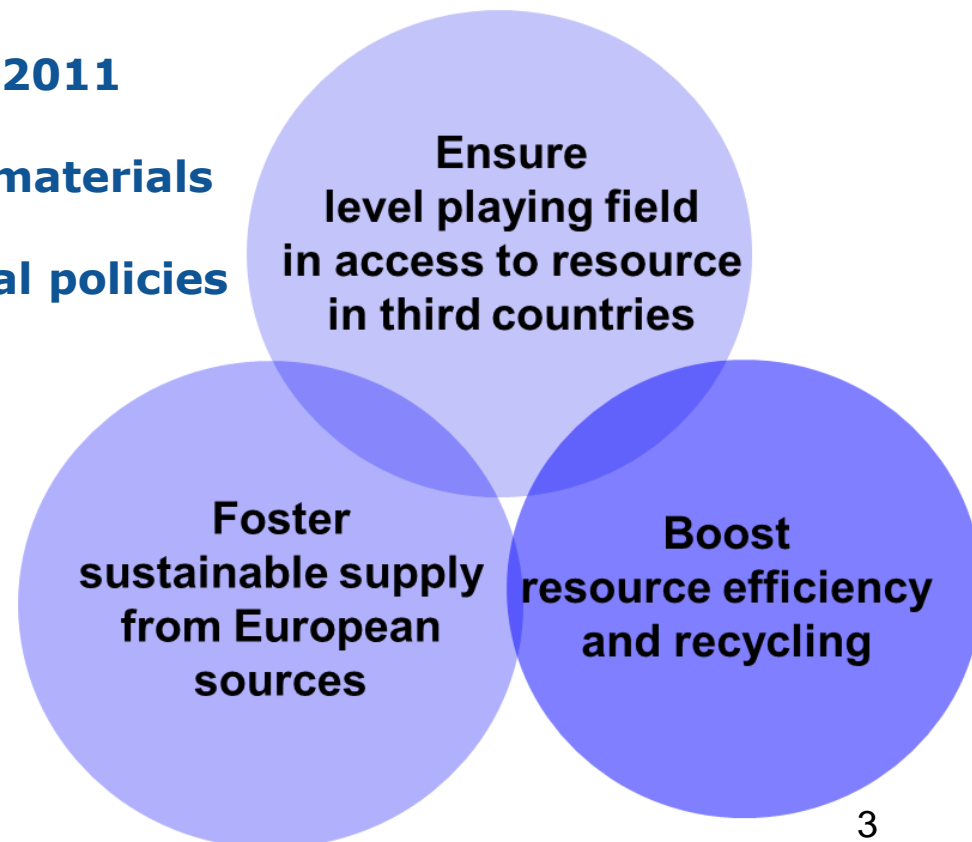 2011
materials
al policies
Ensure
level playing field
in access to resource
in third countries
Foster
sustainable supply
from European
sources
Boost
resource efficiency
and recycling
3